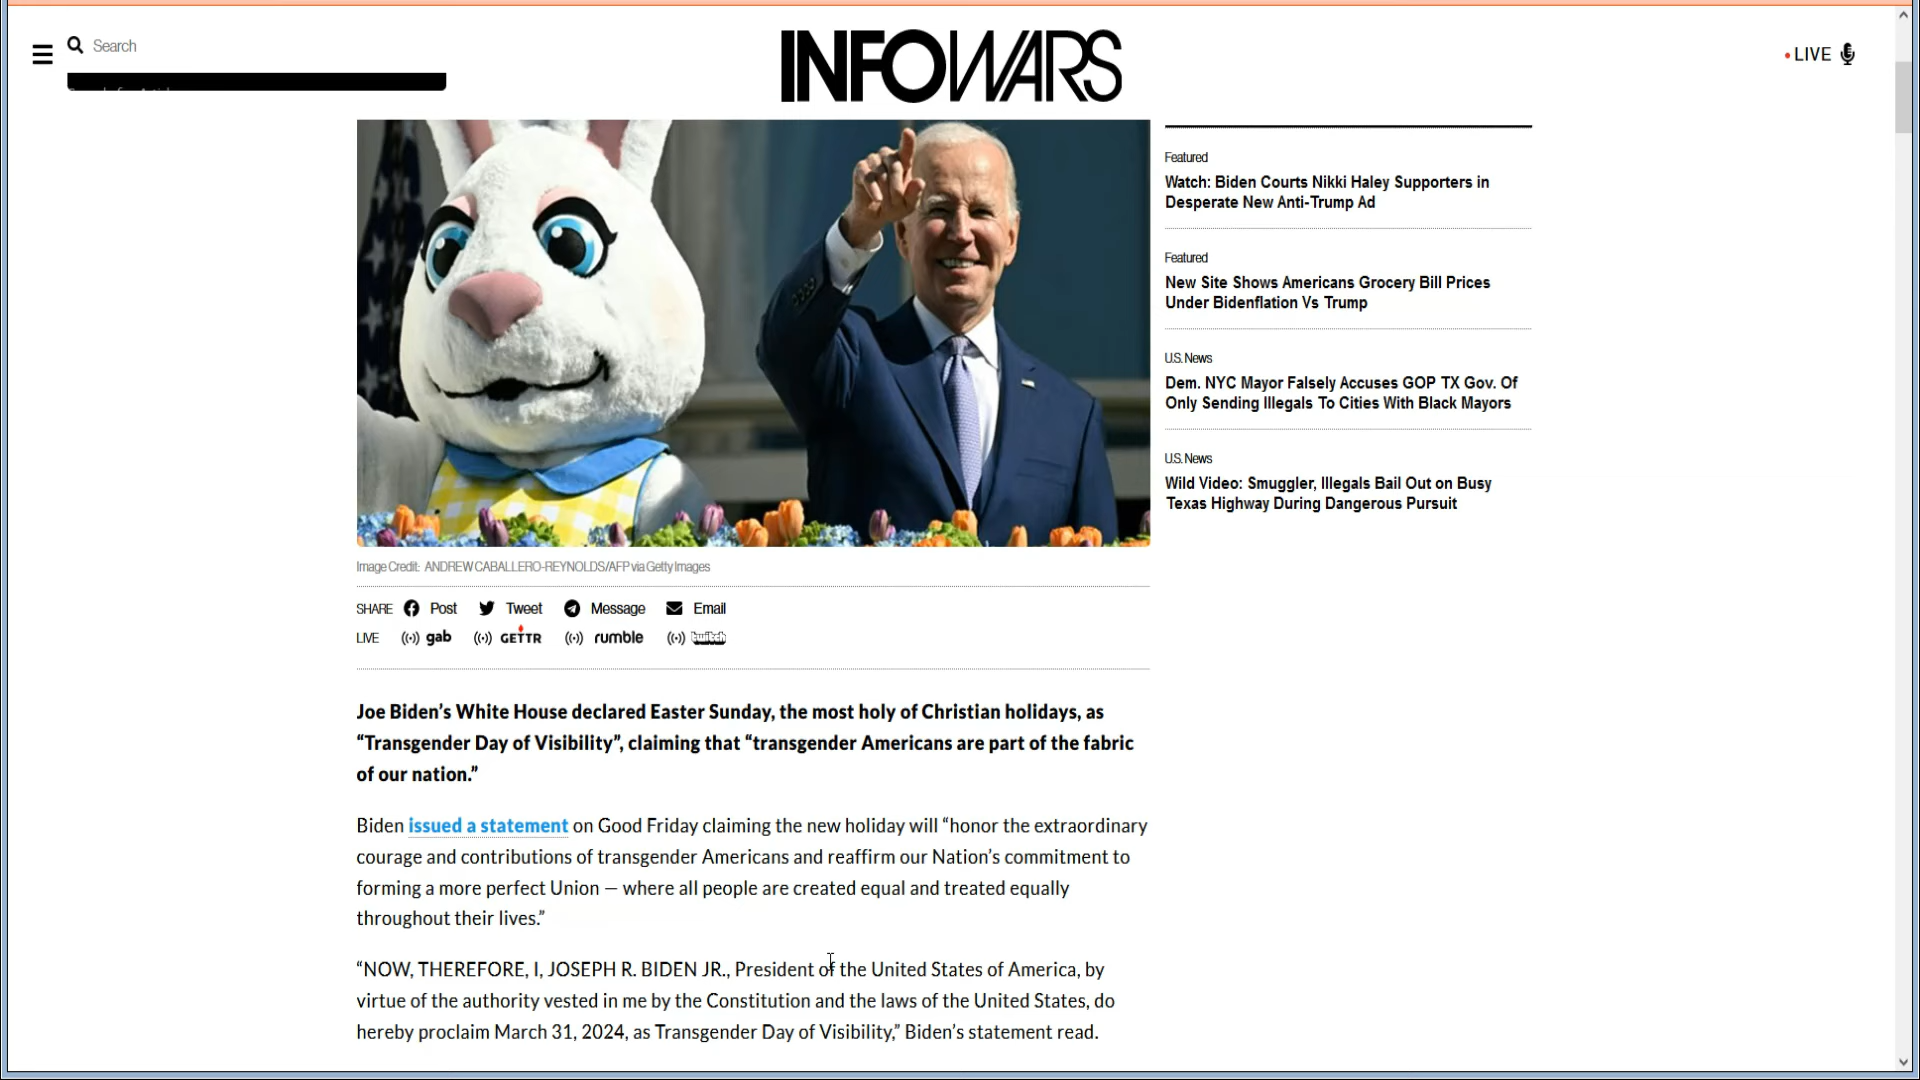 Search
INFOWARS
LIVE
Featured
Watch: Biden Courts Nikki Haley Supporters in
Desperate New Anti-Trump Ad
Featured
New Site Shows Americans Grocery Bill Prices
Under Bidenflation Vs Trump
U.S. News
Dem. NYC Mayor Falsely Accuses GOP TX Gov. Of
Only Sending Illegals To Cities With Black Mayors
U.S. News
Wild Video: Smuggler, Illegals Bail Out on Busy
Texas Highway During Dangerous Pursuit
Image Credit: ANDREW CABALLERO-REYNOLDS/AFP via Getty Images
SHARE Post Tweet Message Email
LIVE gab GETTR rumble twitch
Joe Biden’s White House declared Easter Sunday, the most holy of Christian holidays, as
“Transgender Day of Visibility”, claiming that “transgender Americans are part of the fabric
of our nation.”
Biden issued a statement on Good Friday claiming the new holiday will “honor the extraordinary
courage and contributions of transgender Americans and reaffirm our Nation’s commitment to
forming a more perfect Union — where all people are created equal and treated equally
throughout their lives.”
“NOW, THEREFORE, I, JOSEPH R. BIDEN JR., President of the United States of America, by
virtue of the authority vested in me by the Constitution and the laws of the United States, do
hereby proclaim March 31, 2024, as Transgender Day of Visibility,” Biden’s statement read.